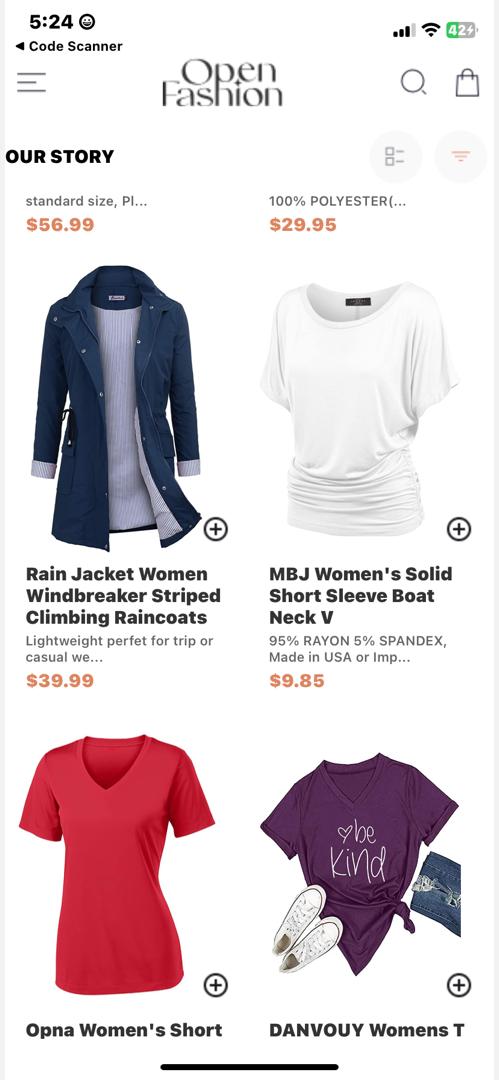 5:24
42
◀ Code Scanner
Open
Fashion
OUR STORY
standard size, Pl...
$56.99
100% POLYESTER(...
$29.95
Rain Jacket Women
Windbreaker Striped
Climbing Raincoats
Lightweight perfet for trip or
casual we...
$39.99
MBJ Women's Solid
Short Sleeve Boat
Neck V
95% RAYON 5% SPANDEX,
Made in USA or Imp...
$9.85
be
kind
Opna Women's Short
DANVOUY Womens T